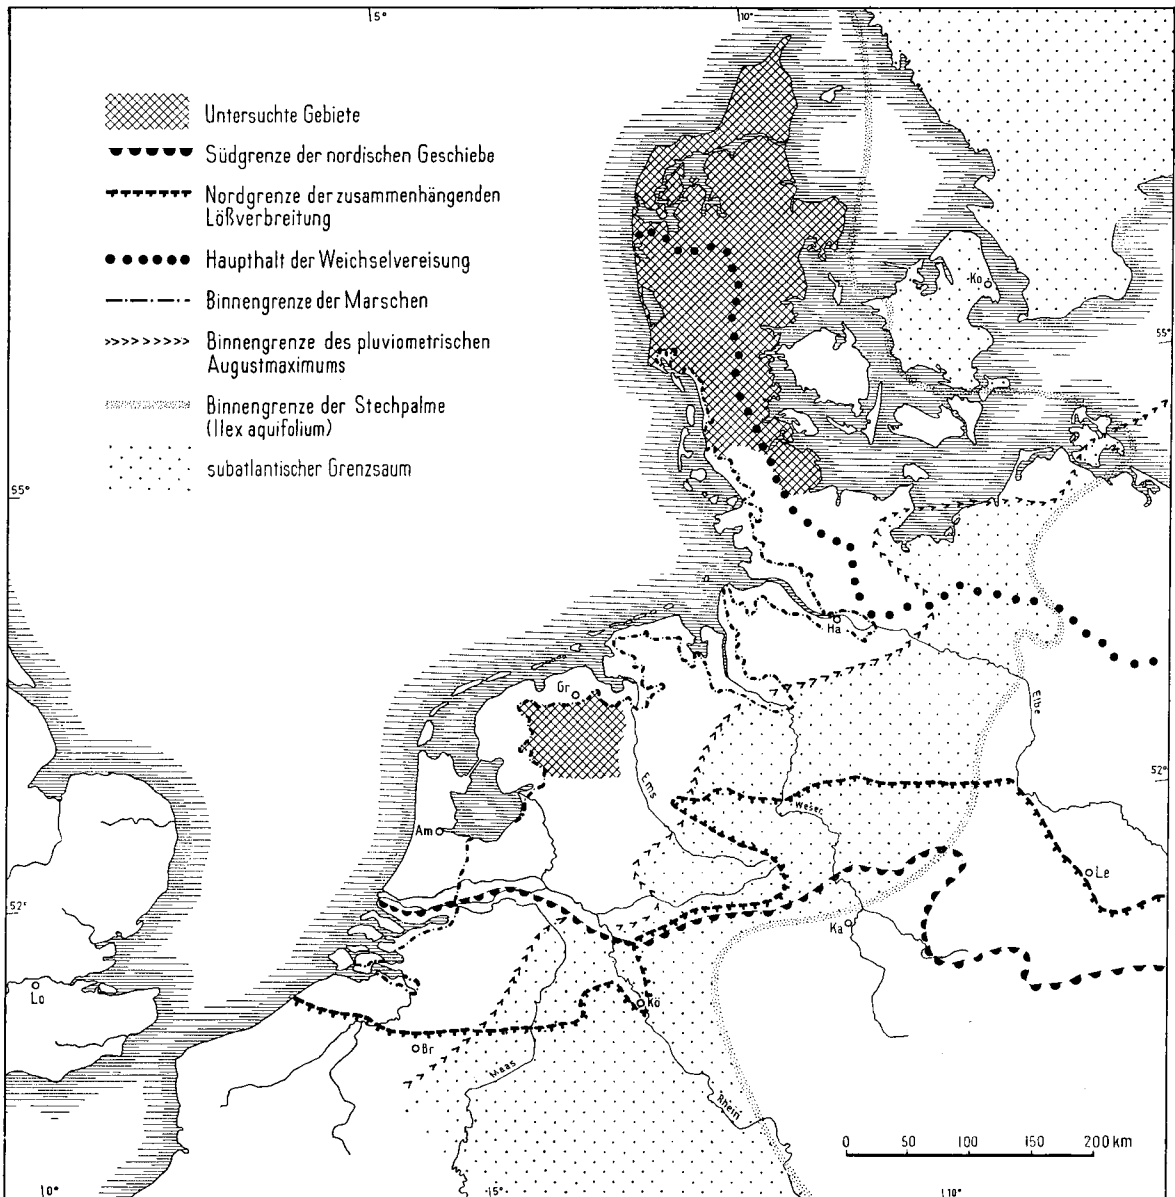 5°
10°
Untersuchte Gebiete
Südgrenze der nordischen Geschiebe
Nordgrenze der zusammenhängenden
Lößverbreitung
Haupthalt der Weichselvereisung
Binnengrenze der Marschen
Binnengrenze des pluviometrischen
Augustmaximums
Binnengrenze der Stechpalme
(Ilex aquifolium)
subatlantischer Grenzsaum
Ko
55°
55°
Ha
Elbe
Gr
Ems
52°
Weser
Am
Le
52°
Ka
Lo
Kö
Br
Maas
Rhein
0 50 100 150 200 km
0°
5°
10°